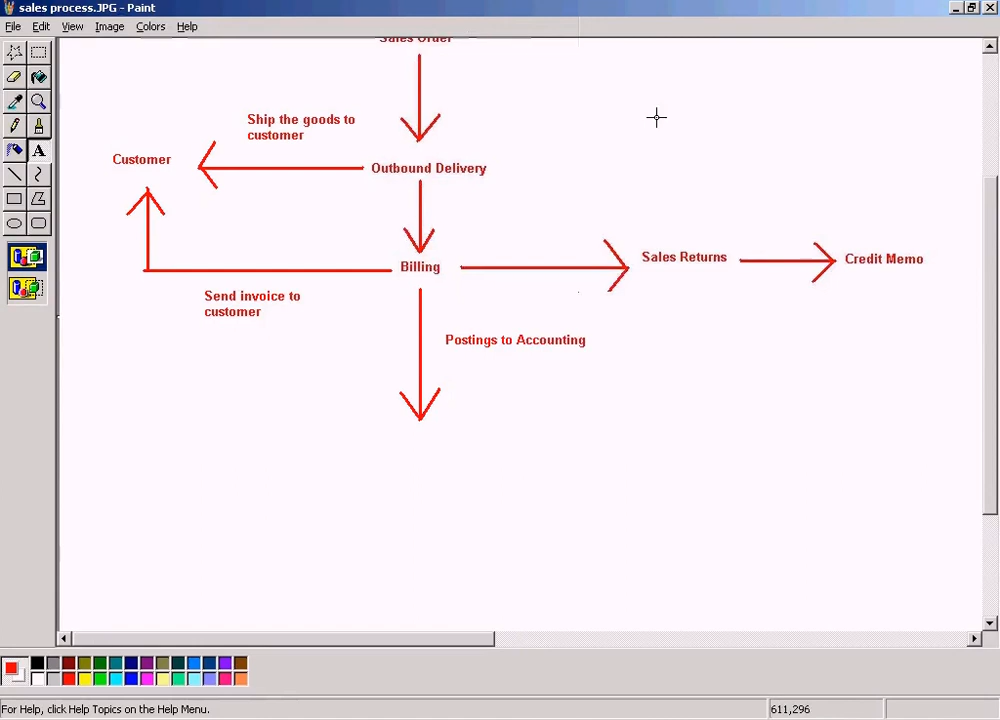 sales process.JPG - Paint
File Edit View Image Colors Help
Sales Order
Ship the goods to
customer
Customer
Outbound Delivery
Billing
Sales Returns
Credit Memo
Send invoice to
customer
Postings to Accounting
For Help, click Help Topics on the Help Menu.
611,296